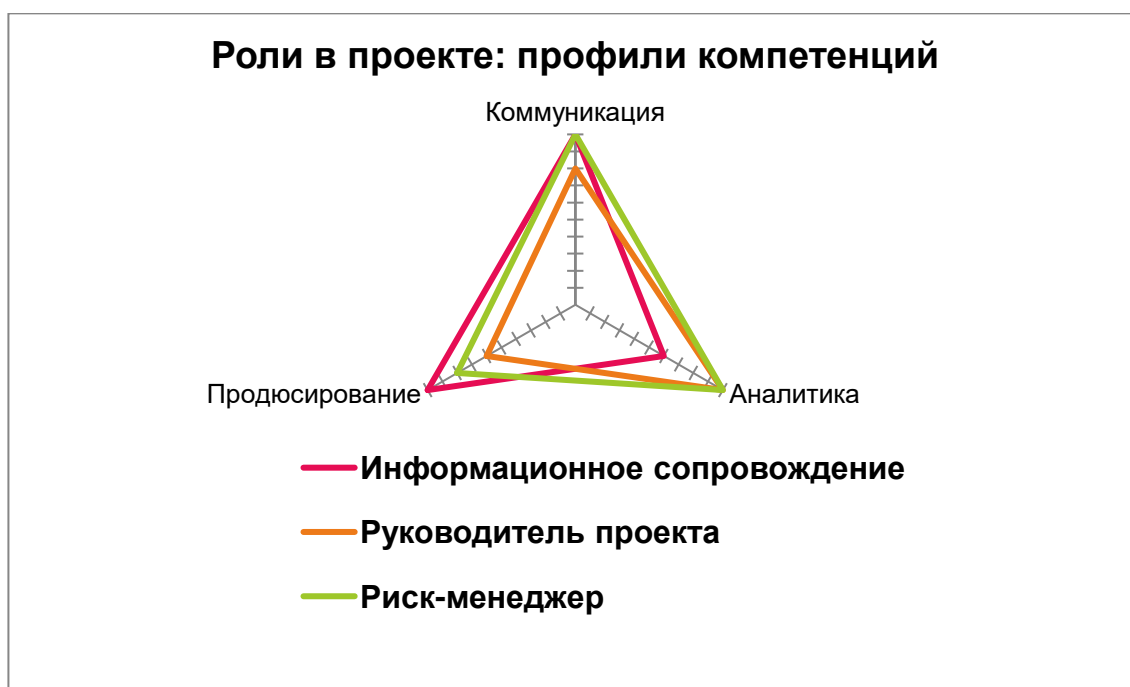 Роли в проекте: профили компетенций
Коммуникация
Продюсирование
Аналитика
Информационное сопровождение
Руководитель проекта
Риск-менеджер